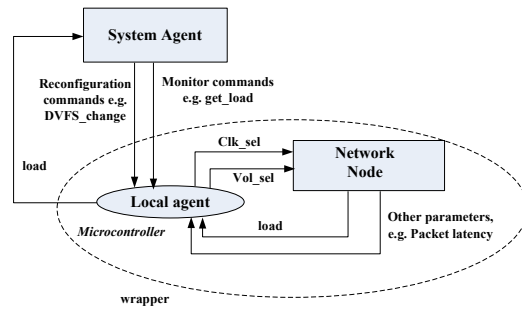 System Agent
Reconfiguration
commands e.g.
DVFS_change
Monitor commands
e.g. get_load
Clk_sel
Network
Node
Vol_sel
load
Local agent
Microcontroller
load
Other parameters,
e.g. Packet latency
wrapper